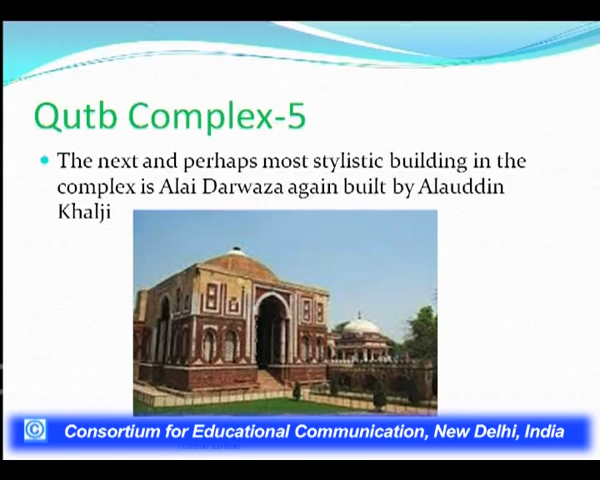 Qutb Complex-5
• The next and perhaps most stylistic building in the
complex is Alai Darwaza again built by Alauddin
Khalji
© Consortium for Educational Communication, New Delhi, India